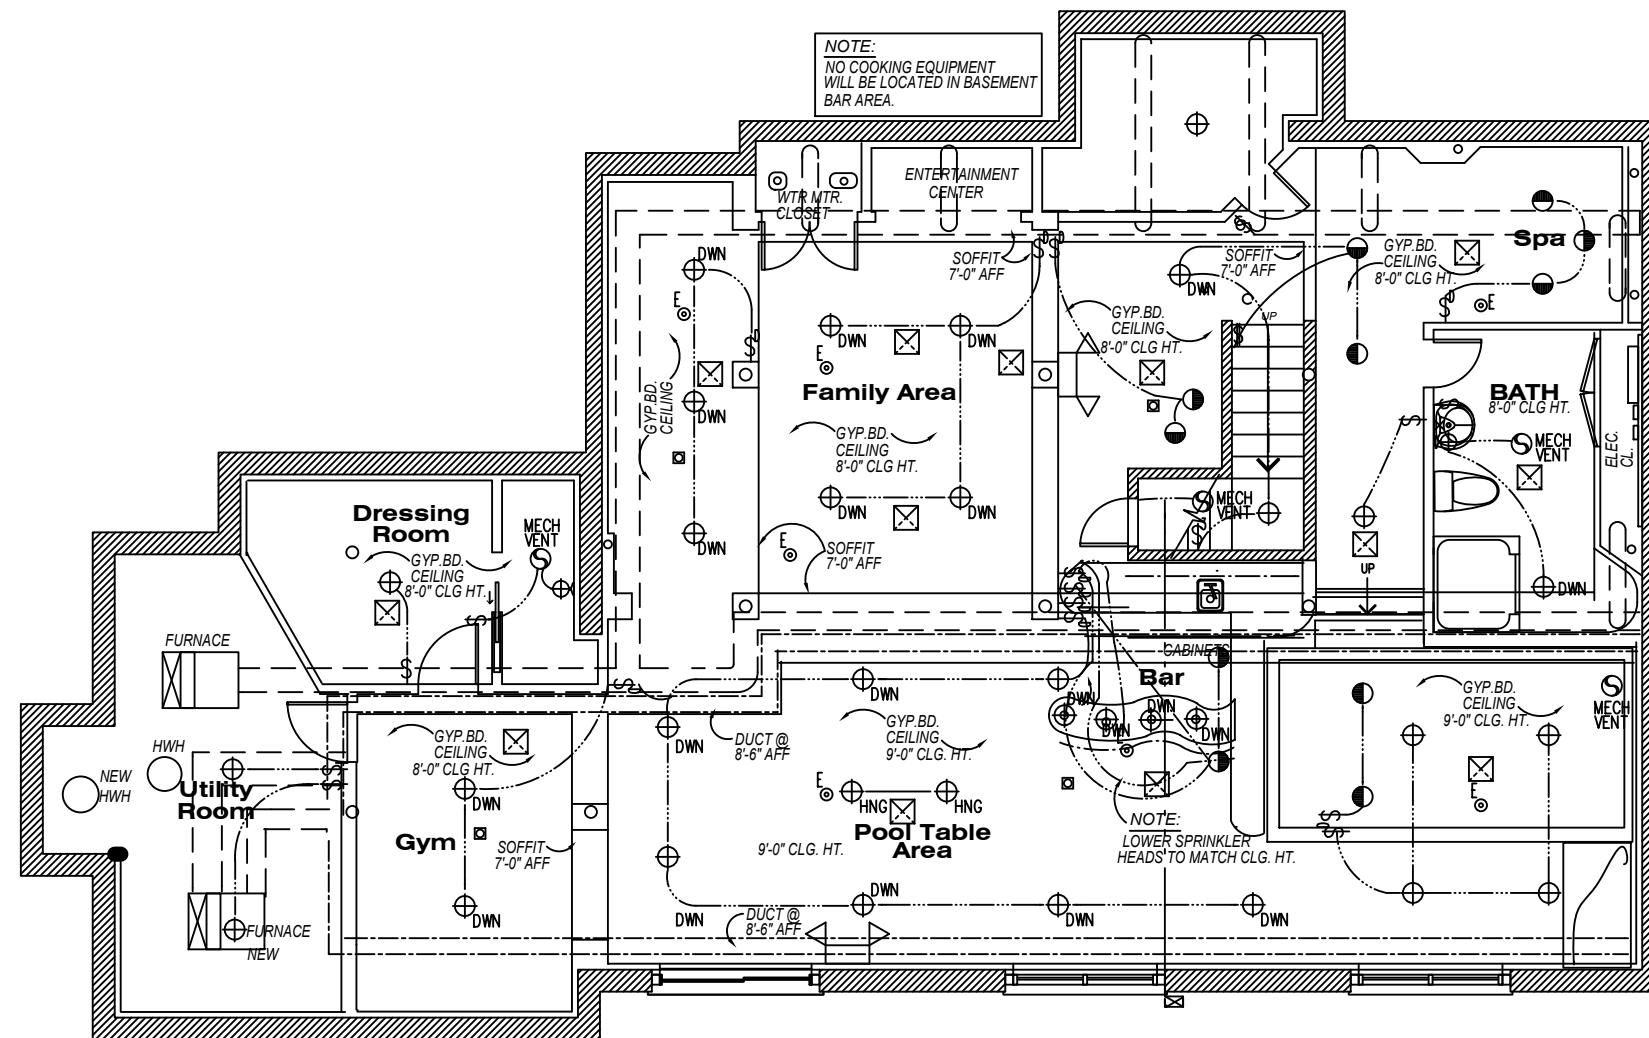 NOTE:
NO COOKING EQUIPMENT
WILL BE LOCATED IN BASEMENT
BAR AREA.
WTR MTR.
CLOSET
ENTERTAINMENT
CENTER
SOFFIT
7'-0" AFF
SOFFIT
7'-0" AFF
GYP.BD.
CEILING
8'-0" CLG HT.
Spa
DWN
DWN
DWN
E
GYP.BD.
CEILING
DWN
DWN
E
Family Area
GYP.BD.
CEILING
8'-0" CLG HT.
DWN
DWN
E
SOFFIT
7'-0" AFF
DWN
GYP.BD.
CEILING
8'-0" CLG HT.
UP
DWN
E
BATH
8'-0" CLG HT.
MECH
VENT
ELEC.
CL.
DWN
MECH
VENT
UP
Dressing
Room
GYP.BD.
CEILING
8'-0" CLG HT.
MECH
VENT
FURNACE
HWH
NEW
HWH
Utility
Room
FURNACE
NEW
GYP.BD.
CEILING
8'-0" CLG HT.
DWN
Gym
SOFFIT
7'-0" AFF
DWN
DWN
DUCT @
8'-6" AFF
DWN
GYP.BD.
CEILING
9'-0" CLG. HT.
E
HNG
HNG
Pool Table
Area
9'-0" CLG. HT.
DWN
DUCT @
8'-6" AFF
DWN
DWN
DWN
CABINETS
Bar
DWN
DWN
DWN
DWN
NOTE:
LOWER SPRINKLER
HEADS TO MATCH CLG. HT.
GYP.BD.
CEILING
9'-0" CLG. HT.
MECH
VENT
E